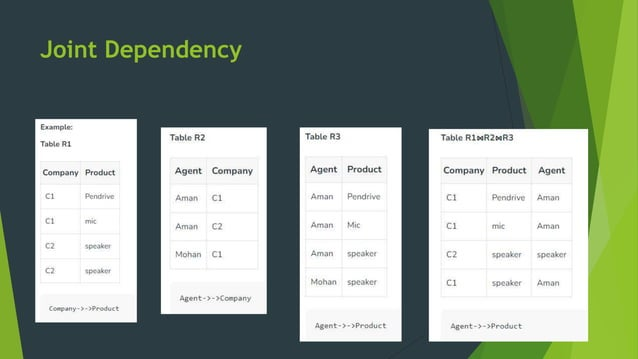 Joint Dependency
Example:
Table R1
Company Product
C1 Pendrive
C1 mic
C2 speaker
C2 speaker
Company->->Product
Table R2
Agent Company
Aman C1
Aman C2
Mohan C1
Agent->->Company
Table R3
Agent Product
Aman Pendrive
Aman Mic
Aman speaker
Mohan speaker
Agent->->Product
Table R1⋈R2⋈R3
Company Product Agent
C1 Pendrive Aman
C1 mic Aman
C2 speaker speaker
C1 speaker Aman
Agent->->Product